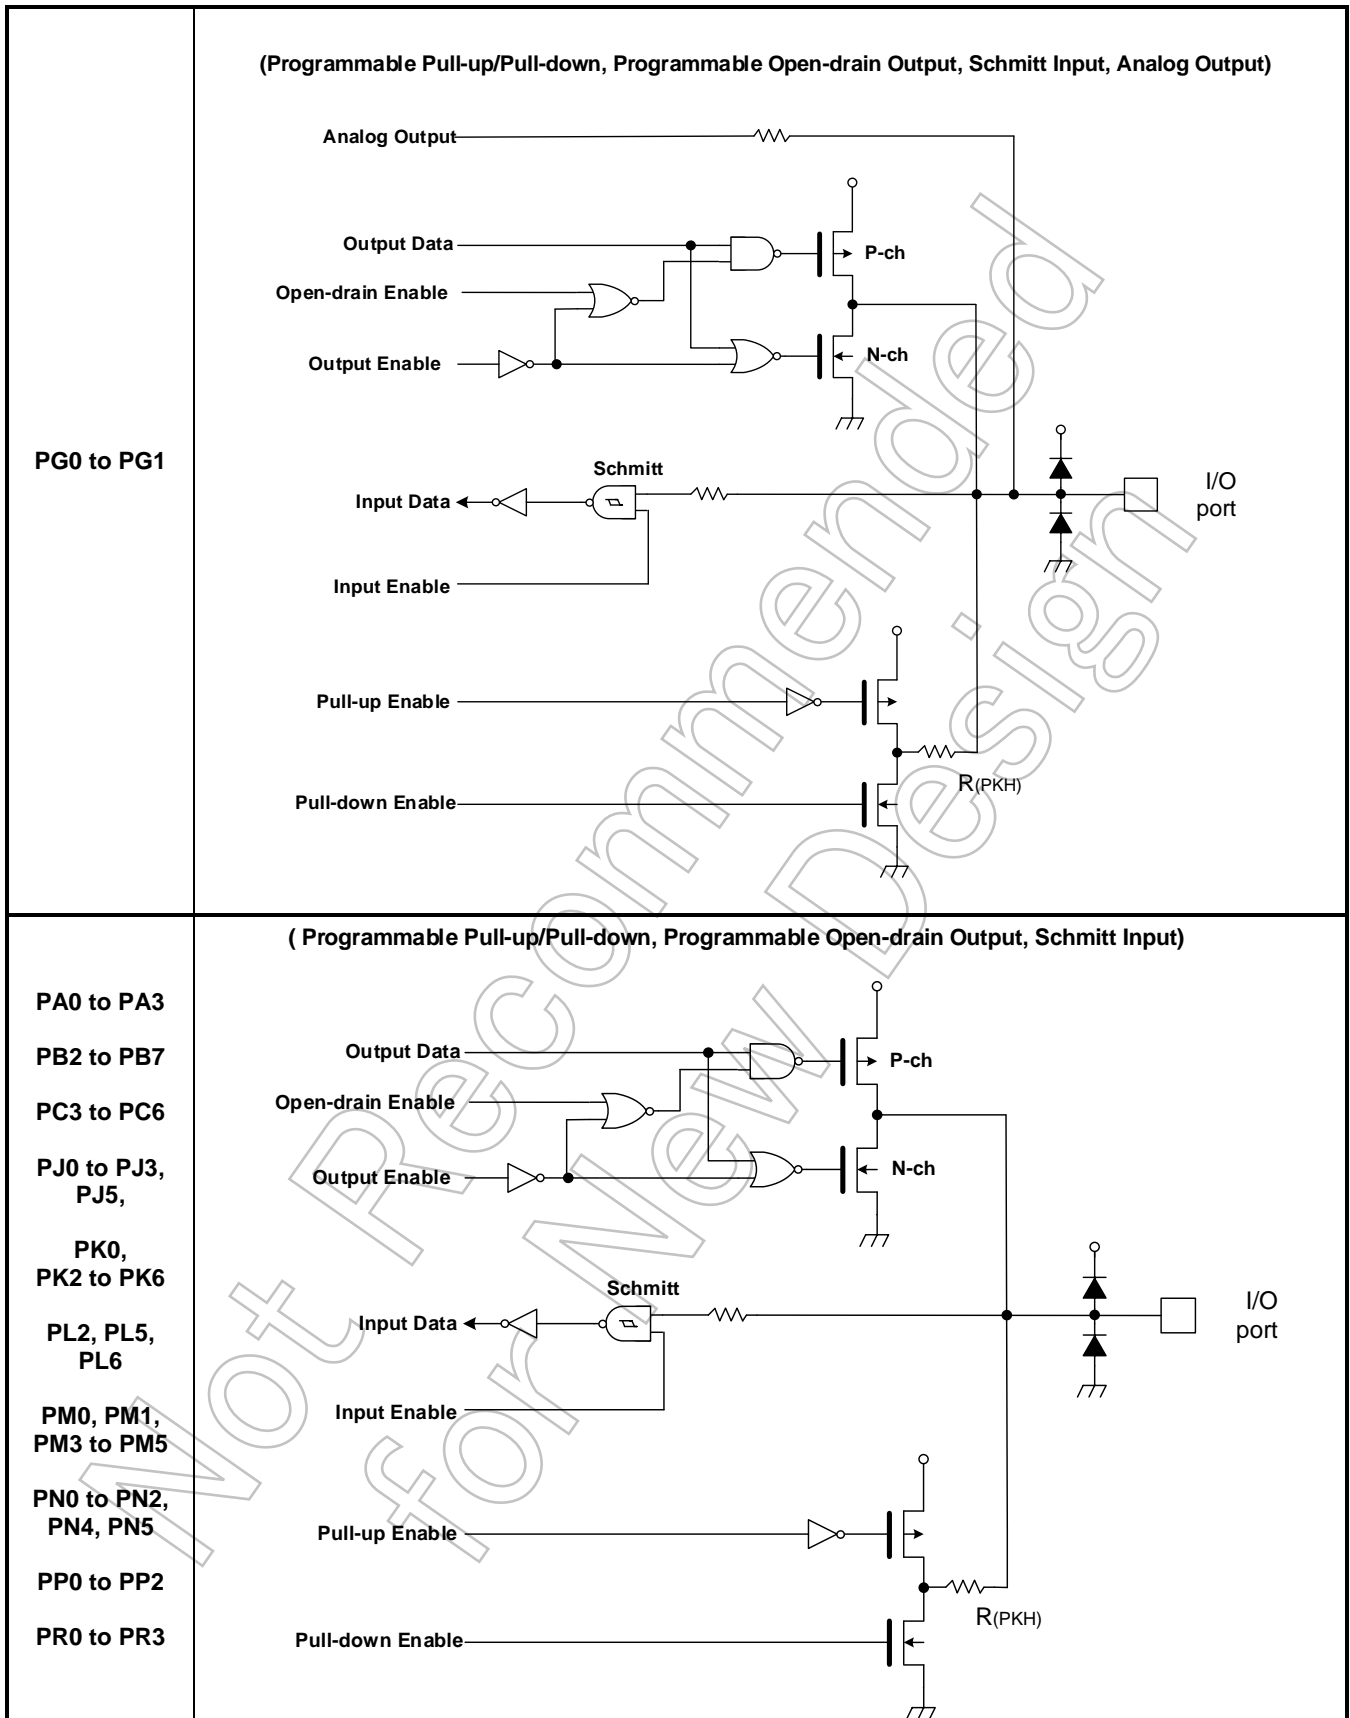 (Programmable Pull-up/Pull-down, Programmable Open-drain Output, Schmitt Input, Analog Output)
Analog Output
Output Data
P-ch
Open-drain Enable
Output Enable
N-ch
PG0 to PG1
Schmitt
Input Data
I/O
port
Input Enable
Pull-up Enable
R(PKH)
Pull-down Enable
( Programmable Pull-up/Pull-down, Programmable Open-drain Output, Schmitt Input)
PA0 to PA3
PB2 to PB7
PC3 to PC6
PJ0 to PJ3,
PJ5,
PK0,
PK2 to PK6
PL2, PL5,
PL6
PM0, PM1,
PM3 to PM5
PN0 to PN2,
PN4, PN5
PP0 to PP2
PR0 to PR3
Output Data
P-ch
Open-drain Enable
Output Enable
N-ch
Schmitt
Input Data
I/O
port
Input Enable
Pull-up Enable
R(PKH)
Pull-down Enable
Not Recommended
for New Design